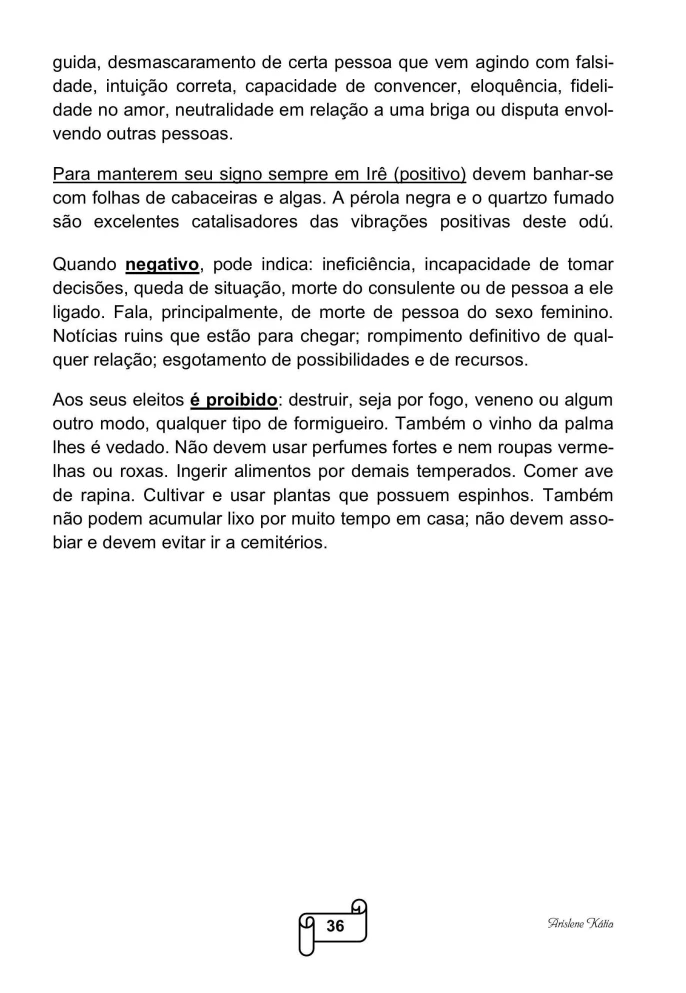 guida, desmascaramento de certa pessoa que vem agindo com falsi-
dade, intuição correta, capacidade de convencer, eloquência, fideli-
dade no amor, neutralidade em relação a uma briga ou disputa envol-
vendo outras pessoas.
Para manterem seu signo sempre em Irê (positivo) devem banhar-se
com folhas de cabaceiras e algas. A pérola negra e o quartzo fumado
são excelentes catalisadores das vibrações positivas deste odú.
Quando negativo, pode indica: ineficiência, incapacidade de tomar
decisões, queda de situação, morte do consulente ou de pessoa a ele
ligado. Fala, principalmente, de morte de pessoa do sexo feminino.
Notícias ruins que estão para chegar; rompimento definitivo de qual-
quer relação; esgotamento de possibilidades e de recursos.
Aos seus eleitos é proibido: destruir, seja por fogo, veneno ou algum
outro modo, qualquer tipo de formigueiro. Também o vinho da palma
lhes é vedado. Não devem usar perfumes fortes e nem roupas verme-
lhas ou roxas. Ingerir alimentos por demais temperados. Comer ave
de rapina. Cultivar e usar plantas que possuem espinhos. Também
não podem acumular lixo por muito tempo em casa; não devem asso-
biar e devem evitar ir a cemitérios.
36
Arislene Kátia